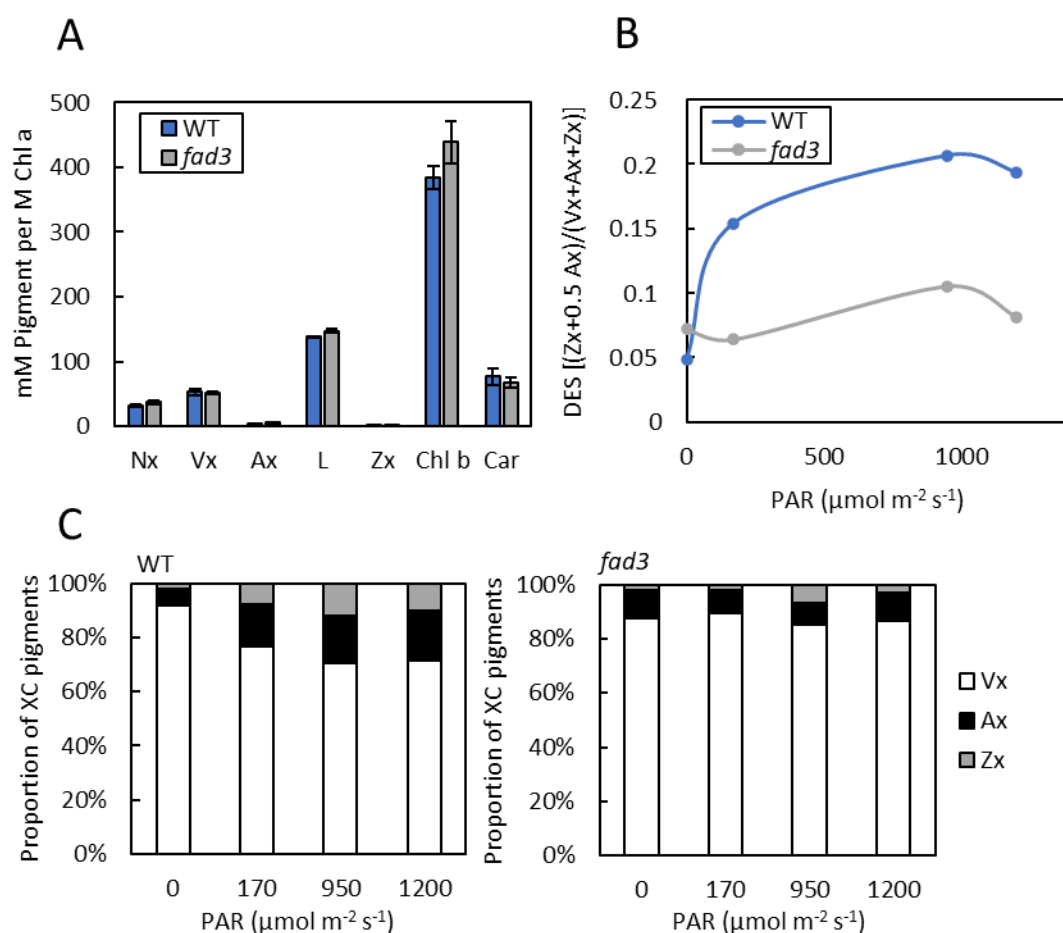 A
mM Pigment per M Chl a
500
400
300
200
100
0
WT
fad3
Nx Vx Ax L Zx Chl b Car
B
DES [(Zx+0.5 Ax)/(Vx+Ax+Zx)]
0.25
0.2
0.15
0.1
0.05
0
WT
fad3
0 500 1000
PAR (µmol m⁻² s⁻¹)
C
WT
Proportion of XC pigments
100%
80%
60%
40%
20%
0%
0 170 950 1200
PAR (µmol m⁻² s⁻¹)
fad3
Proportion of XC pigments
100%
80%
60%
40%
20%
0%
0 170 950 1200
PAR (µmol m⁻² s⁻¹)
Vx
Ax
Zx